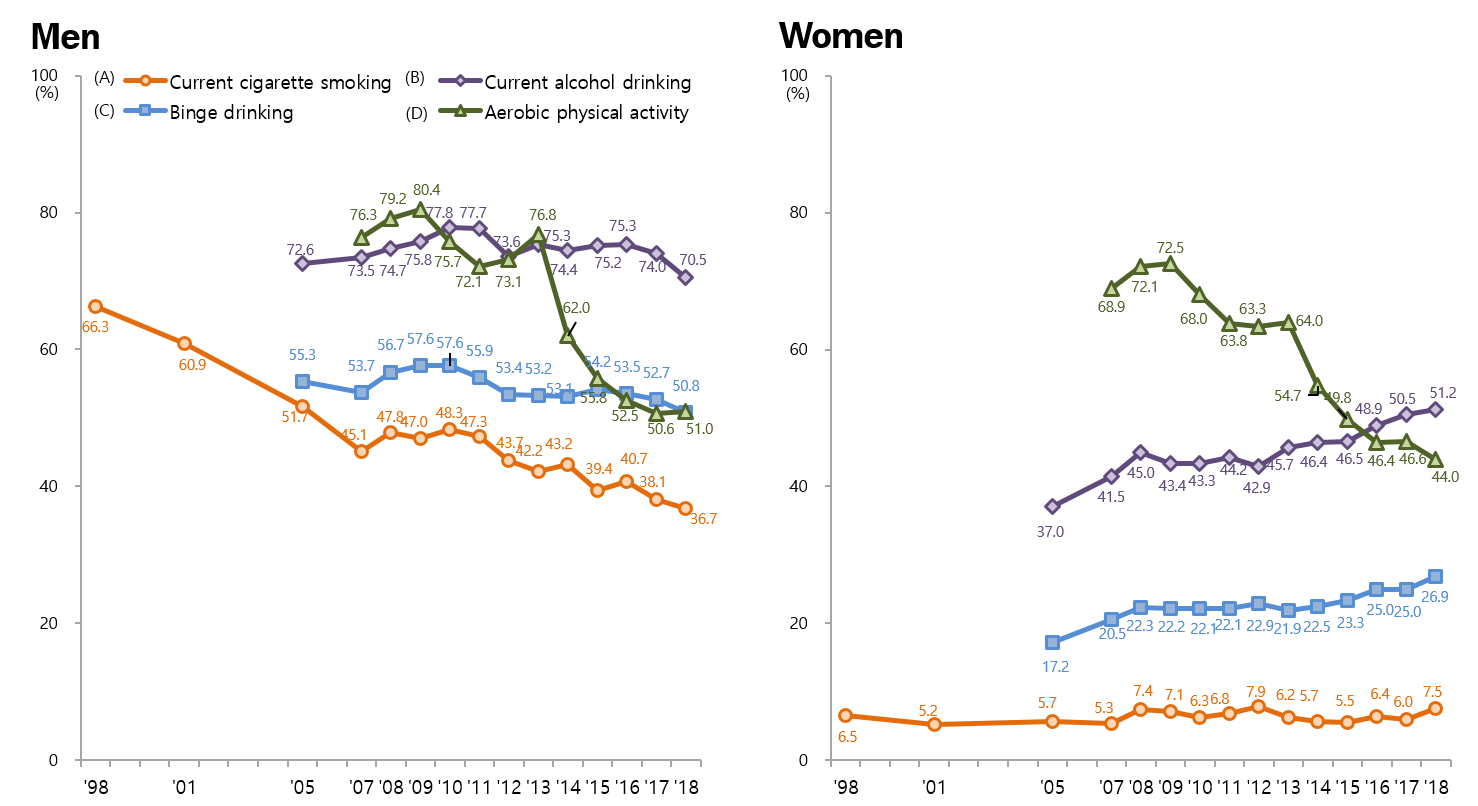 Men
100
(%)
(A) Current cigarette smoking (B) Current alcohol drinking
(C) Binge drinking (D) Aerobic physical activity
80
60
40
20
0
76.3 79.2 80.4 77.8 77.7 73.6 76.8 75.3 75.3
72.6 73.5 74.7 75.8 75.7 72.1 73.1 74.4 75.2 74.0 70.5
62.0
66.3 60.9
55.3 53.7 56.7 57.6 57.6 55.9 53.4 53.2 53.1 54.2 53.5 52.7 50.8
55.8 52.5 50.6 51.0
51.7 45.1 47.8 47.0 48.3 47.3 43.7 42.2 43.2 39.4 40.7 38.1 36.7
'98 '01 '05 '07 '08 '09 '10 '11 '12 '13 '14 '15 '16 '17 '18
Women
100
(%)
80
60
40
20
0
68.9 72.1 72.5 68.0 63.8 63.3 64.0 54.7 49.8 46.4 46.6 44.0
37.0 41.5 45.0 43.4 43.3 44.2 42.9 45.7 46.4 46.5 48.9 50.5 51.2
17.2 20.5 22.3 22.2 22.1 22.1 22.9 21.9 22.5 23.3 25.0 25.0 26.9
6.5 5.2 5.7 5.3 7.4 7.1 6.3 6.8 7.9 6.2 5.7 5.5 6.4 6.0 7.5
'98 '01 '05 '07 '08 '09 '10 '11 '12 '13 '14 '15 '16 '17 '18